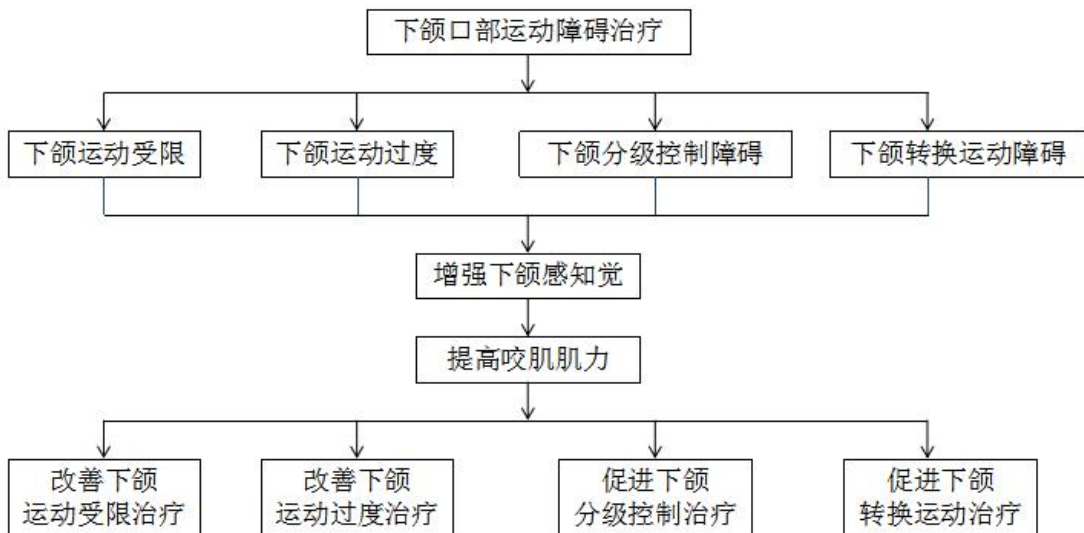 下颌口部运动障碍治疗
下颌运动受限
下颌运动过度
下颌分级控制障碍
下颌转换运动障碍
增强下颌感知觉
提高咬肌肌力
改善下颌
运动受限治疗
改善下颌
运动过度治疗
促进下颌
分级控制治疗
促进下颌
转换运动治疗